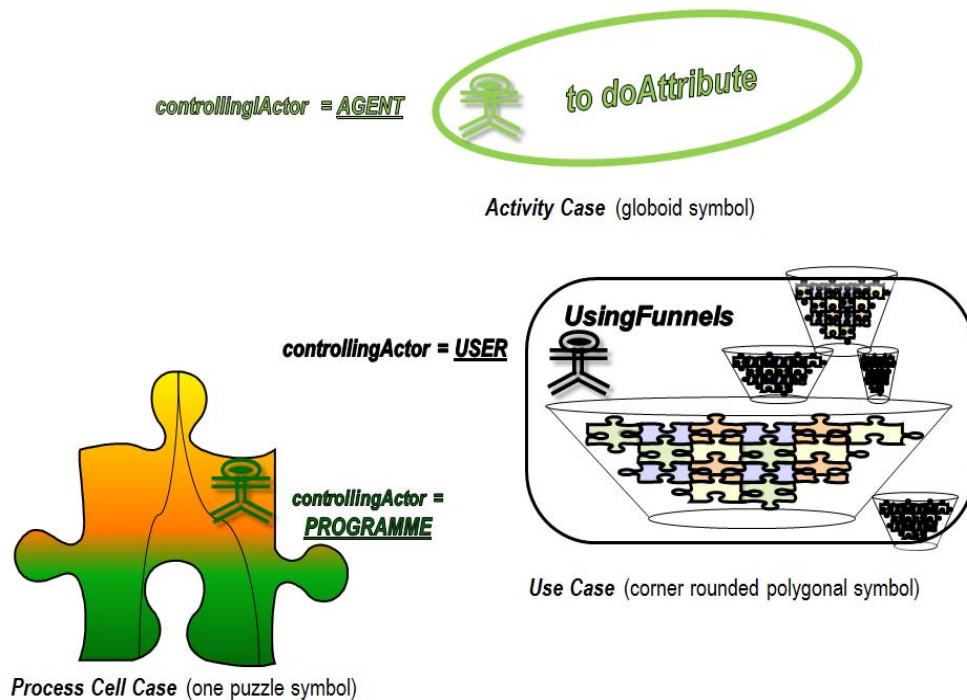 to doAttribute
controllinglActor = AGENT
Activity Case (globoid symbol)
UsingFunnels
controllingActor = USER
controllingActor =
PROGRAMME
Use Case (corner rounded polygonal symbol)
Process Cell Case (one puzzle symbol)